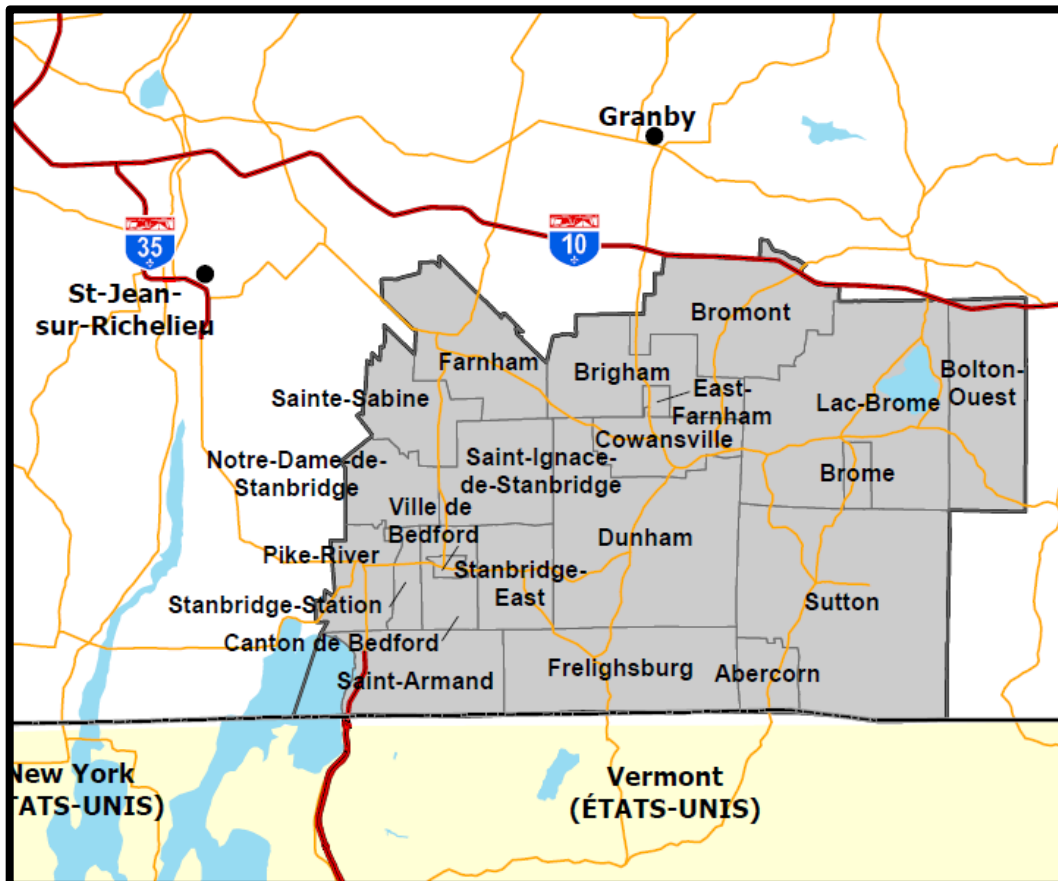 Granby
35
10
St-Jean-
sur-Richelieu
Bromont
Farnham
Brigham
Bolton-
Ouest
East-
Farnham
Sainte-Sabine
Lac-Brome
Cowansville
Notre-Dame-de-
Stanbridge
Saint-Ignace-
de-Stanbridge
Brome
Ville de
Bedford
Dunham
Pike-River
Stanbridge-
East
Stanbridge-Station
Sutton
Canton de Bedford
Saint-Armand
Frelighsburg
Abercorn
New York
TATS-UNIS)
Vermont
(ÉTATS-UNIS)